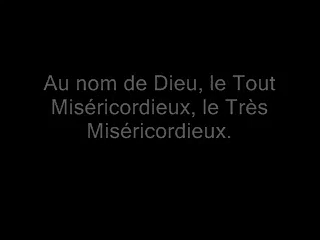 Au nom de Dieu, le Tout
Miséricordieux, le Très
Miséricordieux.